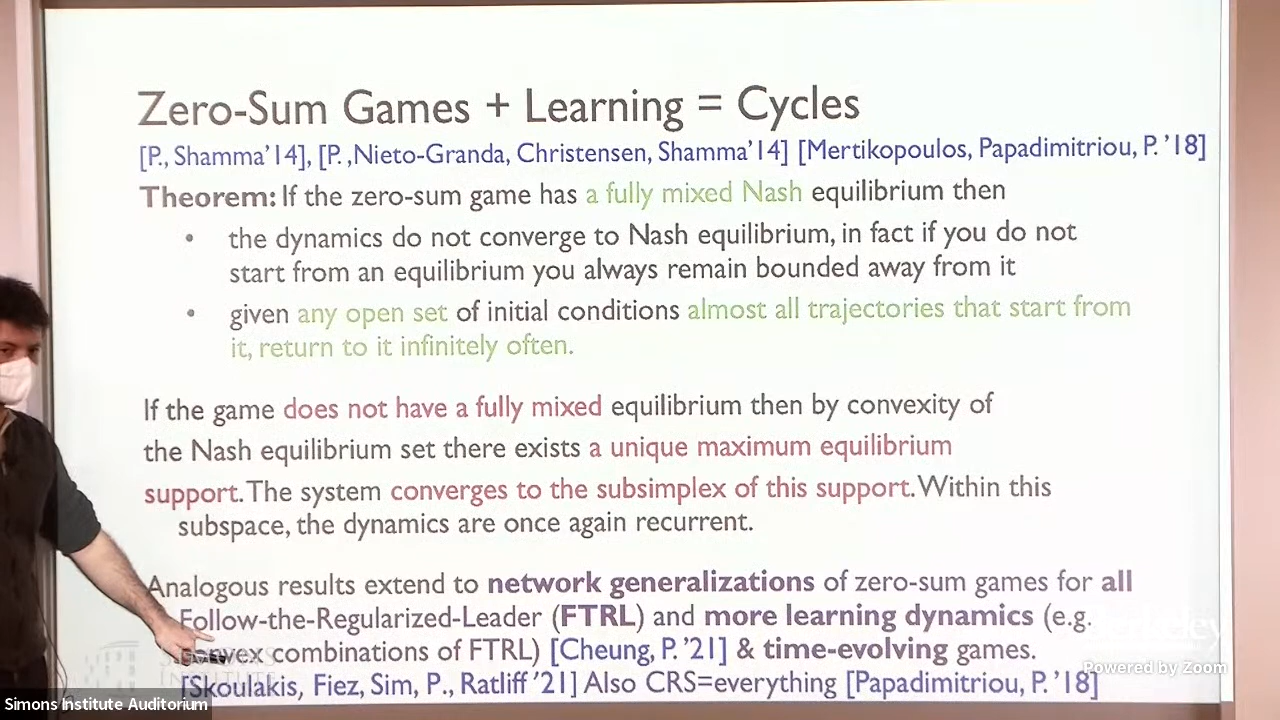 Zero-Sum Games + Learning = Cycles
[P., Shamma'14], [P. ,Nieto-Granda, Christensen, Shamma'14] [Mertikopoulos, Papadimitriou, P. '18]
Theorem: If the zero-sum game has a fully mixed Nash equilibrium then
• the dynamics do not converge to Nash equilibrium, in fact if you do not
start from an equilibrium you always remain bounded away from it
• given any open set of initial conditions almost all trajectories that start from
it, return to it infinitely often.
If the game does not have a fully mixed equilibrium then by convexity of
the Nash equilibrium set there exists a unique maximum equilibrium
support. The system converges to the subsimplex of this support. Within this
subspace, the dynamics are once again recurrent.
Analogous results extend to network generalizations of zero-sum games for all
Follow-the-Regularized-Leader (FTRL) and more learning dynamics (e.g.
convex combinations of FTRL) [Cheung, P. '21] & time-evolving games.
[Skoulakis, Fiez, Sim, P., Ratliff '21] Also CRS=everything [Papadimitriou, P. '18]
Berkeley
Powered by Zoom
SIMONS
INSTITUTE
Simons Institute Auditorium